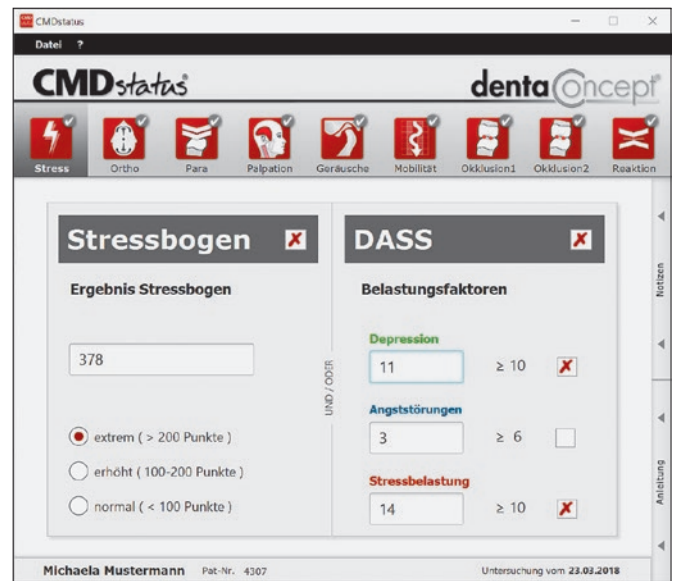 CMDstatus
Datei ?
CMDstatus®
dentaConcept®
Stress Ortho Para Palpation Geräusche Mobilität Okklusion1 Okklusion2 Reaktion
Stressbogen
Ergebnis Stressbogen
378
extrem ( > 200 Punkte )
erhöht ( 100-200 Punkte )
normal ( < 100 Punkte )
UND / ODER
DASS
Belastungsfaktoren
Depression
11 ≥ 10
Angststörungen
3 ≥ 6
Stressbelastung
14 ≥ 10
Notizen
Anleitung
Michaela Mustermann Pat-Nr. 4307 Untersuchung vom 23.03.2018